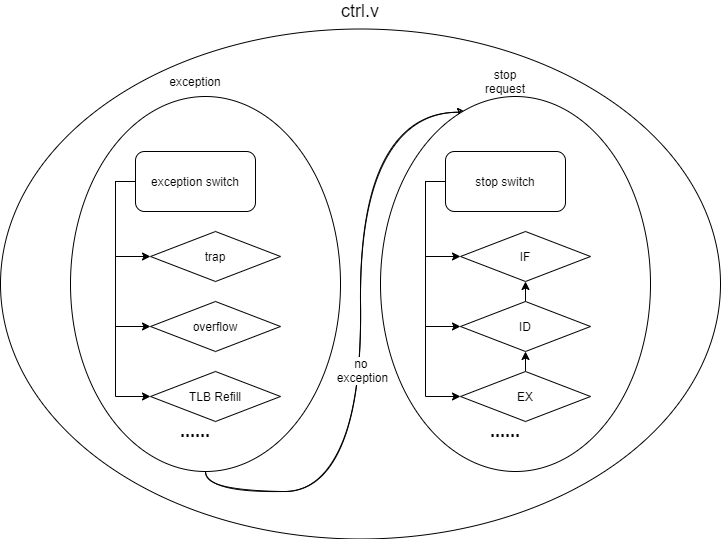 ctrl.v
exception
stop
request
exception switch
trap
overflow
TLB Refill
......
no
exception
stop switch
IF
ID
EX
......